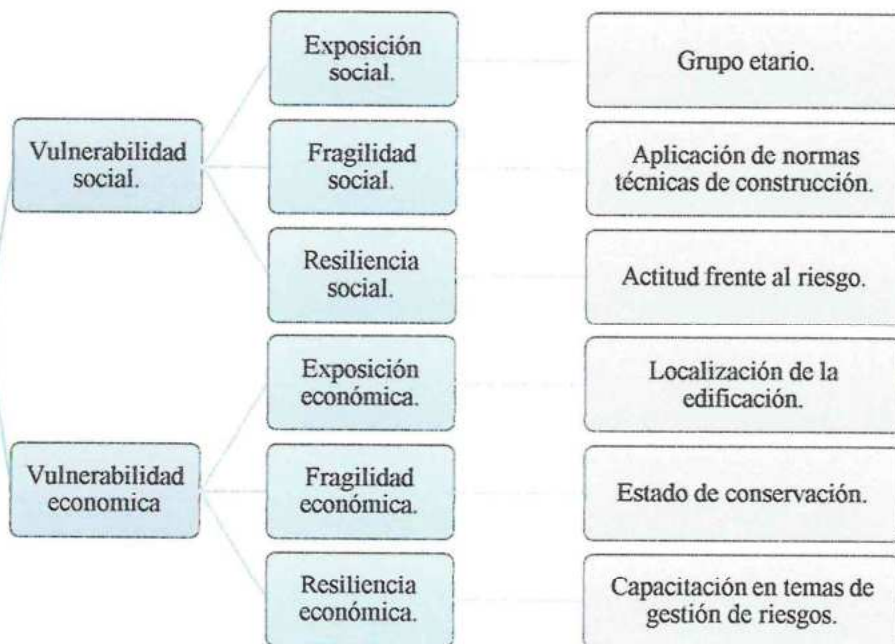 Vulnerabilidad
social.
Exposición
social.
Grupo etario.
Fragilidad
social.
Aplicación de normas
técnicas de construcción.
Resiliencia
social.
Actitud frente al riesgo.
Vulnerabilidad
economica
Exposición
económica.
Localización de la
edificación.
Fragilidad
económica.
Estado de conservación.
Resiliencia
económica.
Capacitación en temas de
gestión de riesgos.